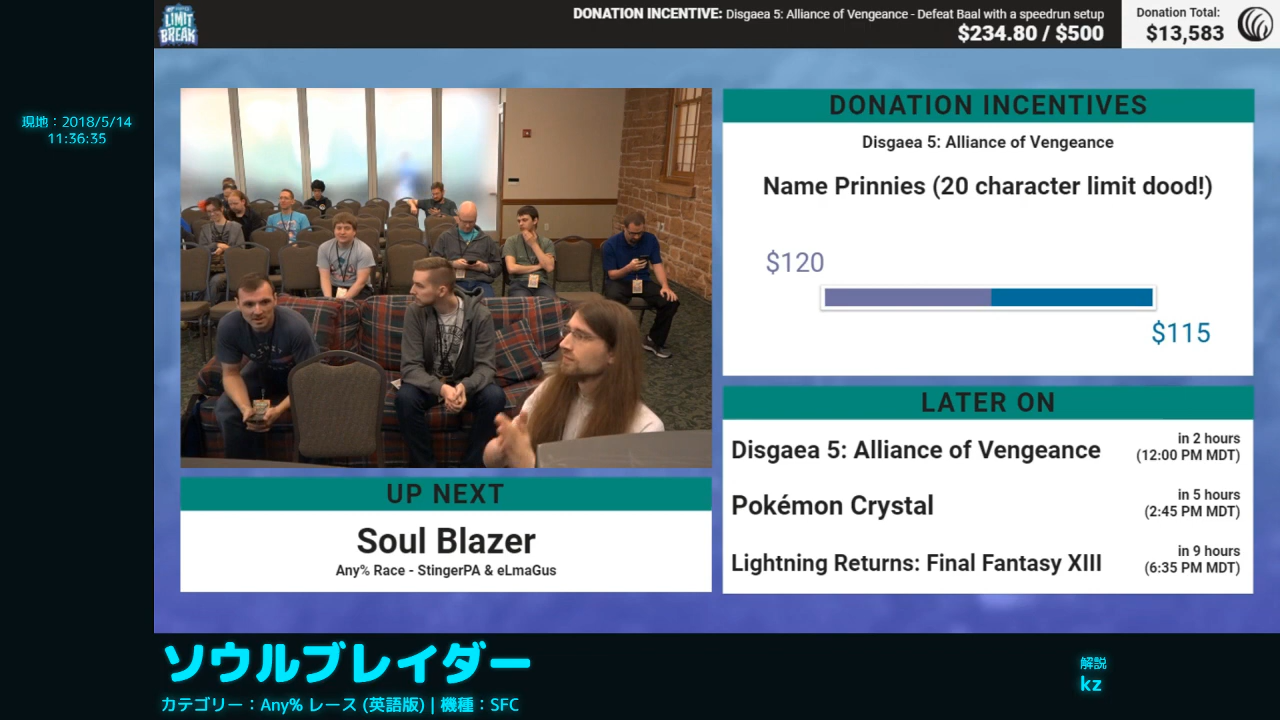 LIMIT
BREAK
DONATION INCENTIVE: Disgaea 5: Alliance of Vengeance - Defeat Baal with a speedrun setup
$234.80 / $500
Donation Total:
$13,583
現地：2018/5/14
11:36:35
DONATION INCENTIVES
Disgaea 5: Alliance of Vengeance
Name Prinnies (20 character limit dood!)
$120
$115
UP NEXT
Soul Blazer
Any% Race - StingerPA & eLmaGus
LATER ON
Disgaea 5: Alliance of Vengeance
in 2 hours
(12:00 PM MDT)
Pokémon Crystal
in 5 hours
(2:45 PM MDT)
Lightning Returns: Final Fantasy XIII
in 9 hours
(6:35 PM MDT)
ソウルブレイダー
カテゴリー：Any% レース (英語版) | 機種：SFC
解説
kz